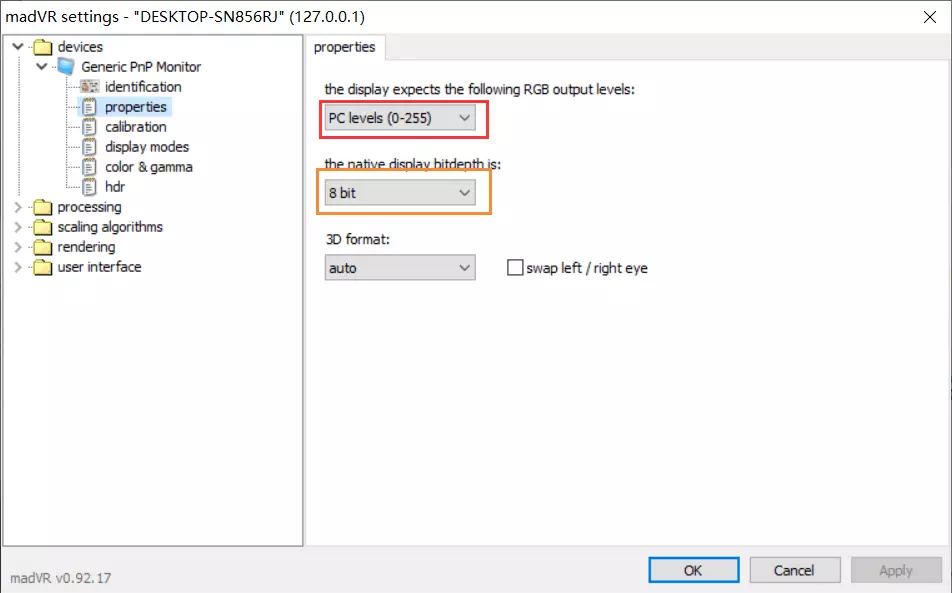 madVR settings - "DESKTOP-SN856RJ" (127.0.0.1)
devices
Generic PnP Monitor
identification
properties
calibration
display modes
color & gamma
hdr
processing
scaling algorithms
rendering
user interface
properties
the display expects the following RGB output levels:
PC levels (0-255)
the native display bitdepth is:
8 bit
3D format:
auto
swap left / right eye
madVR v0.92.17
OK
Cancel
Apply